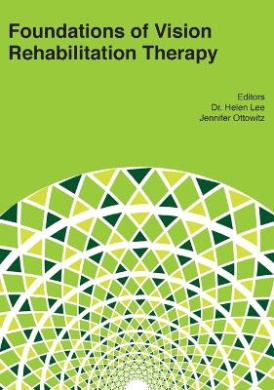 Foundations of Vision
Rehabilitation Therapy
Editors
Dr. Helen Lee
Jennifer Ottowitz